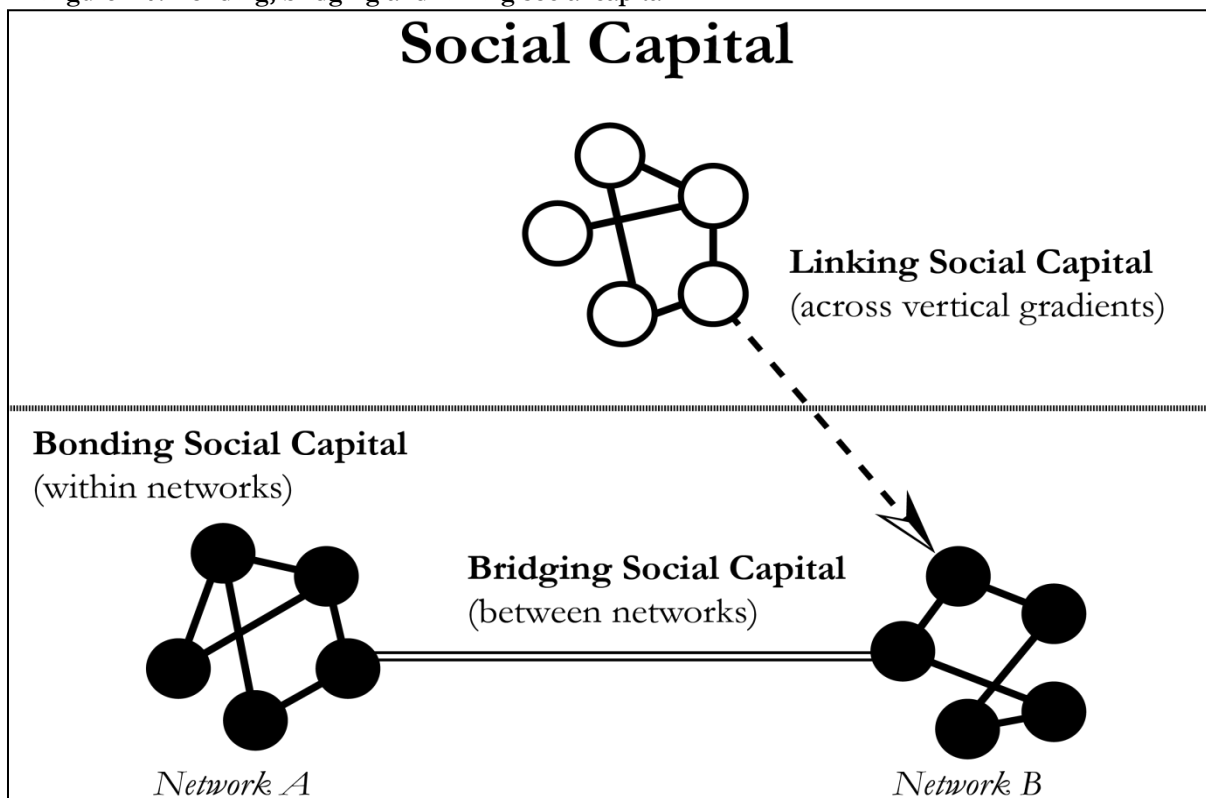 Social Capital
Linking Social Capital
(across vertical gradients)
Bonding Social Capital
(within networks)
Bridging Social Capital
(between networks)
Network A
Network B